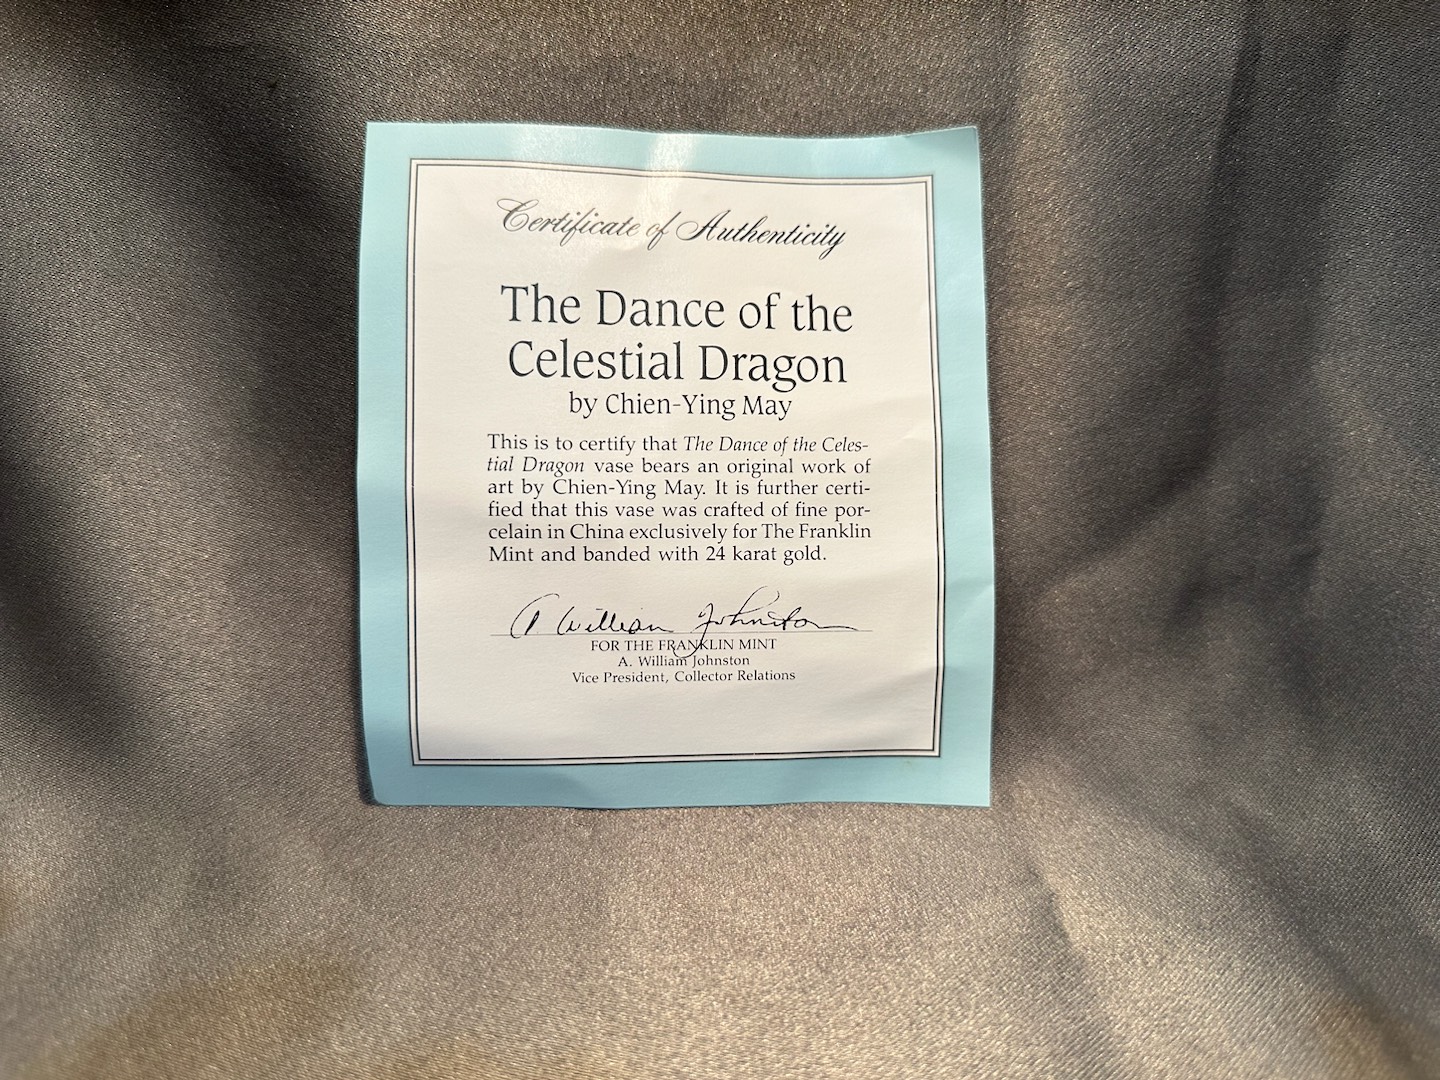 Certificate of Authenticity
The Dance of the
Celestial Dragon
by Chien-Ying May
This is to certify that The Dance of the Celes-
tial Dragon vase bears an original work of
art by Chien-Ying May. It is further certi-
fied that this vase was crafted of fine por-
celain in China exclusively for The Franklin
Mint and banded with 24 karat gold.
A. William Johnston
FOR THE FRANKLIN MINT
A. William Johnston
Vice President, Collector Relations